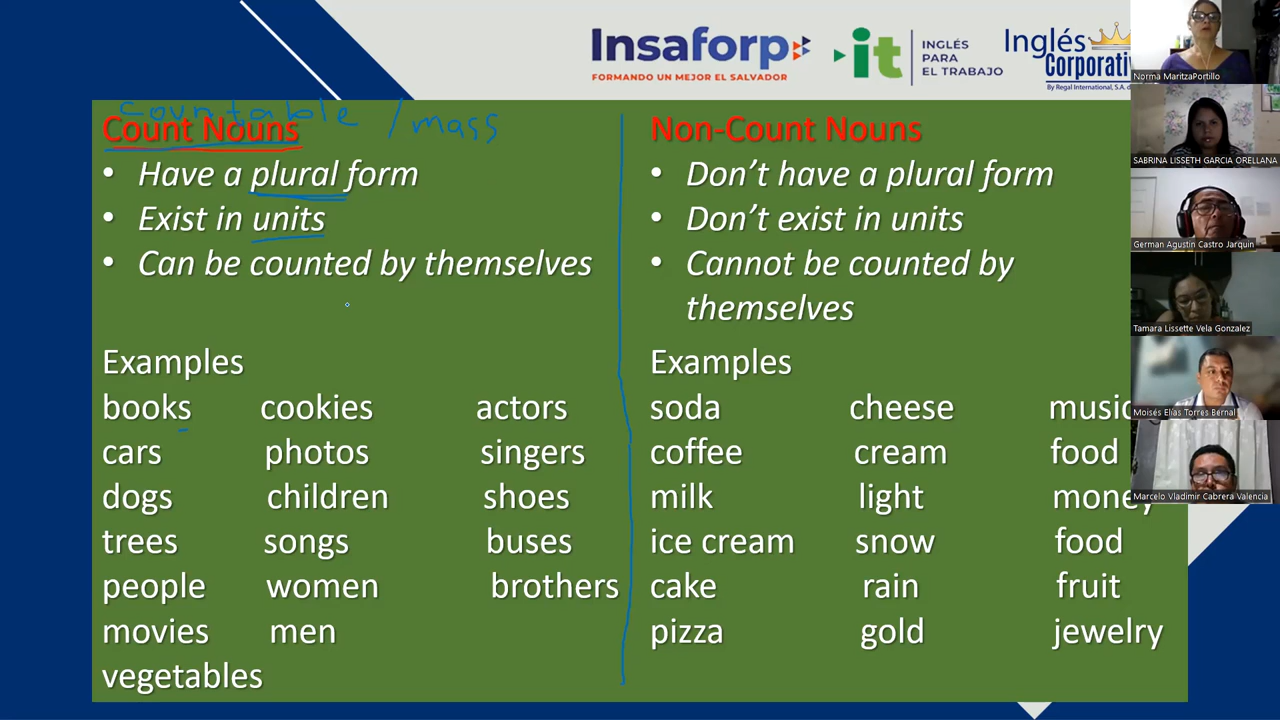 Insaforp
FORMANDO UN MEJOR EL SALVADOR
it
INGLÉS
PARA
EL TRABAJO
Inglés
Corporativ
By Regal International, S.A. d
Norma MaritzaPortillo
SABRINA LISSETH GARCIA ORELLANA
German Agustin Castro Jarquin
Tamara Lissette Vela Gonzalez
Moisés Elías Torres Bernal
Marcelo Vladimir Cabrera Valencia
countable / mass
Count Nouns
• Have a plural form
• Exist in units
• Can be counted by themselves
Examples
books cookies actors
cars photos singers
dogs children shoes
trees songs buses
people women brothers
movies men
vegetables
Non-Count Nouns
• Don't have a plural form
• Don't exist in units
• Cannot be counted by
themselves
Examples
soda cheese music
coffee cream food
milk light money
ice cream snow food
cake rain fruit
pizza gold jewelry